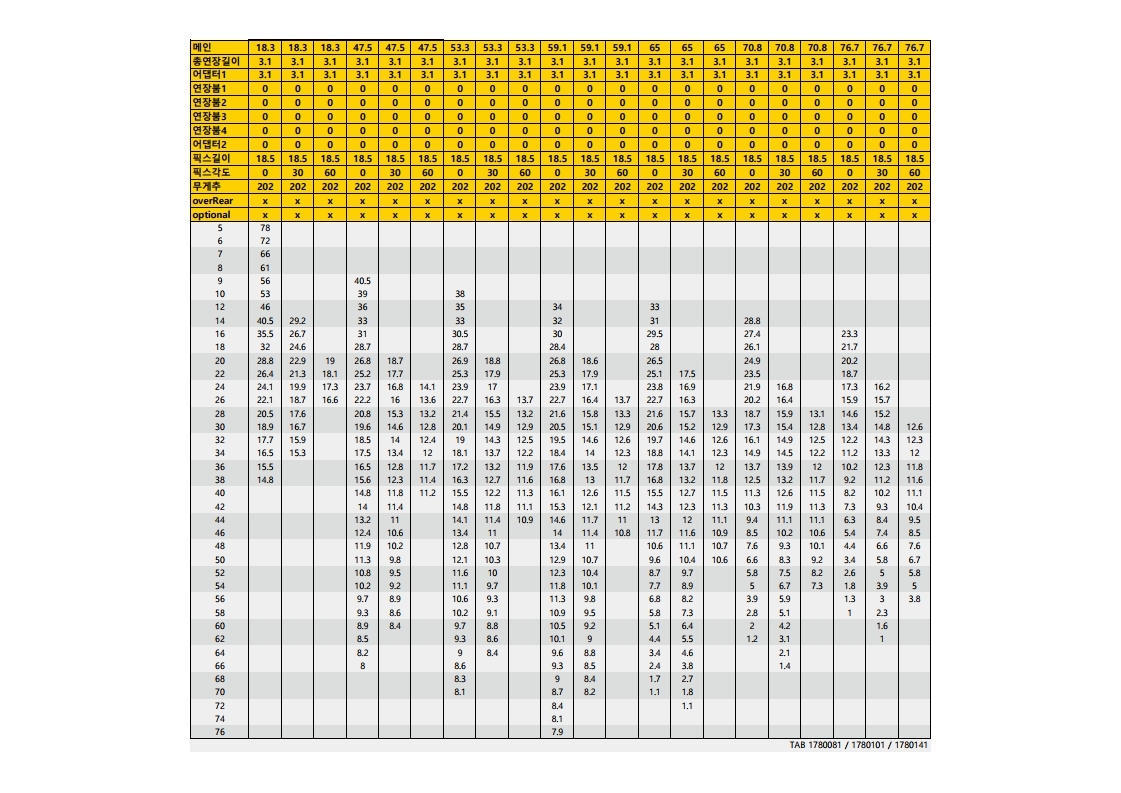 메인 18.3 18.3 18.3 47.5 47.5 47.5 53.3 53.3 53.3 59.1 59.1 59.1 65 65 65 70.8 70.8 70.8 76.7 76.7 76.7
총연장길이 3.1 3.1 3.1 3.1 3.1 3.1 3.1 3.1 3.1 3.1 3.1 3.1 3.1 3.1 3.1 3.1 3.1 3.1 3.1 3.1 3.1
어댑터1 3.1 3.1 3.1 3.1 3.1 3.1 3.1 3.1 3.1 3.1 3.1 3.1 3.1 3.1 3.1 3.1 3.1 3.1 3.1 3.1 3.1
연장붐1 0 0 0 0 0 0 0 0 0 0 0 0 0 0 0 0 0 0 0 0 0
연장붐2 0 0 0 0 0 0 0 0 0 0 0 0 0 0 0 0 0 0 0 0 0
연장붐3 0 0 0 0 0 0 0 0 0 0 0 0 0 0 0 0 0 0 0 0 0
연장붐4 0 0 0 0 0 0 0 0 0 0 0 0 0 0 0 0 0 0 0 0 0
어댑터2 0 0 0 0 0 0 0 0 0 0 0 0 0 0 0 0 0 0 0 0 0
픽스길이 18.5 18.5 18.5 18.5 18.5 18.5 18.5 18.5 18.5 18.5 18.5 18.5 18.5 18.5 18.5 18.5 18.5 18.5 18.5 18.5 18.5
픽스각도 0 30 60 0 30 60 0 30 60 0 30 60 0 30 60 0 30 60 0 30 60
무게추 202 202 202 202 202 202 202 202 202 202 202 202 202 202 202 202 202 202 202 202 202
overRear x x x x x x x x x x x x x x x x x x x x x
optional x x x x x x x x x x x x x x x x x x x x x
5 78
6 72
7 66
8 61
9 56 40.5
10 53 39 38
12 46 36 35 34 33
14 40.5 29.2 33 33 32 31 28.8
16 35.5 26.7 31 30.5 30 29.5 27.4 23.3
18 32 24.6 28.7 28.7 28.4 28 26.1 21.7
20 28.8 22.9 19 26.8 18.7 26.9 18.8 26.8 18.6 26.5 24.9 20.2
22 26.4 21.3 18.1 25.2 17.7 25.3 17.9 25.3 17.9 25.1 17.5 23.5 18.7
24 24.1 19.9 17.3 23.7 16.8 14.1 23.9 17 23.9 17.1 23.8 16.9 21.9 16.8 17.3 16.2
26 22.1 18.7 16.6 22.2 16 13.6 22.7 16.3 13.7 22.7 16.4 13.7 22.7 16.3 20.2 16.4 15.9 15.7
28 20.5 17.6 20.8 15.3 13.2 21.4 15.5 13.2 21.6 15.8 13.3 21.6 15.7 13.3 18.7 15.9 13.1 14.6 15.2
30 18.9 16.7 19.6 14.6 12.8 20.1 14.9 12.9 20.5 15.1 12.9 20.6 15.2 12.9 17.3 15.4 12.8 13.4 14.8 12.6
32 17.7 15.9 18.5 14 12.4 19 14.3 12.5 19.5 14.6 12.6 19.7 14.6 12.6 16.1 14.9 12.5 12.2 14.3 12.3
34 16.5 15.3 17.5 13.4 12 18.1 13.7 12.2 18.4 14 12.3 18.8 14.1 12.3 14.9 14.5 12.2 11.2 13.3 12
36 15.5 16.5 12.8 11.7 17.2 13.2 11.9 17.6 13.5 12 17.8 13.7 12 13.7 13.9 12 10.2 12.3 11.8
38 14.8 15.6 12.3 11.4 16.3 12.7 11.6 16.8 13 11.7 16.8 13.2 11.8 12.5 13.2 11.7 9.2 11.2 11.6
40 14.8 11.8 11.2 15.5 12.2 11.3 16.1 12.6 11.5 15.5 12.7 11.5 11.3 12.6 11.5 8.2 10.2 11.1
42 14 11.4 14.8 11.8 11.1 15.3 12.1 11.2 14.3 12.3 11.3 10.3 11.9 11.3 7.3 9.3 10.4
44 13.2 11 14.1 11.4 10.9 14.6 11.7 11 13 12 11.1 9.4 11.1 11.1 6.3 8.4 9.5
46 12.4 10.6 13.4 11 14 11.4 10.8 11.7 11.6 10.9 8.5 10.2 10.6 5.4 7.4 8.5
48 11.9 10.2 12.8 10.7 13.4 11 10.6 11.1 10.7 7.6 9.3 10.1 4.4 6.6 7.6
50 11.3 9.8 12.1 10.3 12.9 10.7 9.6 10.4 10.6 6.6 8.3 9.2 3.4 5.8 6.7
52 10.8 9.5 11.6 10 12.3 10.4 8.7 9.7 5.8 7.5 8.2 2.6 5 5.8
54 10.2 9.2 11.1 9.7 11.8 10.1 7.7 8.9 5 6.7 7.3 1.8 3.9 5
56 9.7 8.9 10.6 9.3 11.3 9.8 6.8 8.2 3.9 5.9 1.3 3 3.8
58 9.3 8.6 10.2 9.1 10.9 9.5 5.8 7.3 2.8 5.1 1 2.3
60 8.9 8.4 9.7 8.8 10.5 9.2 5.1 6.4 2 4.2 1.6
62 8.5 9.3 8.6 10.1 9 4.4 5.5 1.2 3.1 1
64 8.2 9 8.4 9.6 8.8 3.4 4.6 2.1
66 8 8.6 9.3 8.5 2.4 3.8 1.4
68 8.3 9 8.4 1.7 2.7
70 8.1 8.7 8.2 1.1 1.8
72 8.4 1.1
74 8.1
76 7.9
TAB 1780081 / 1780101 / 1780141